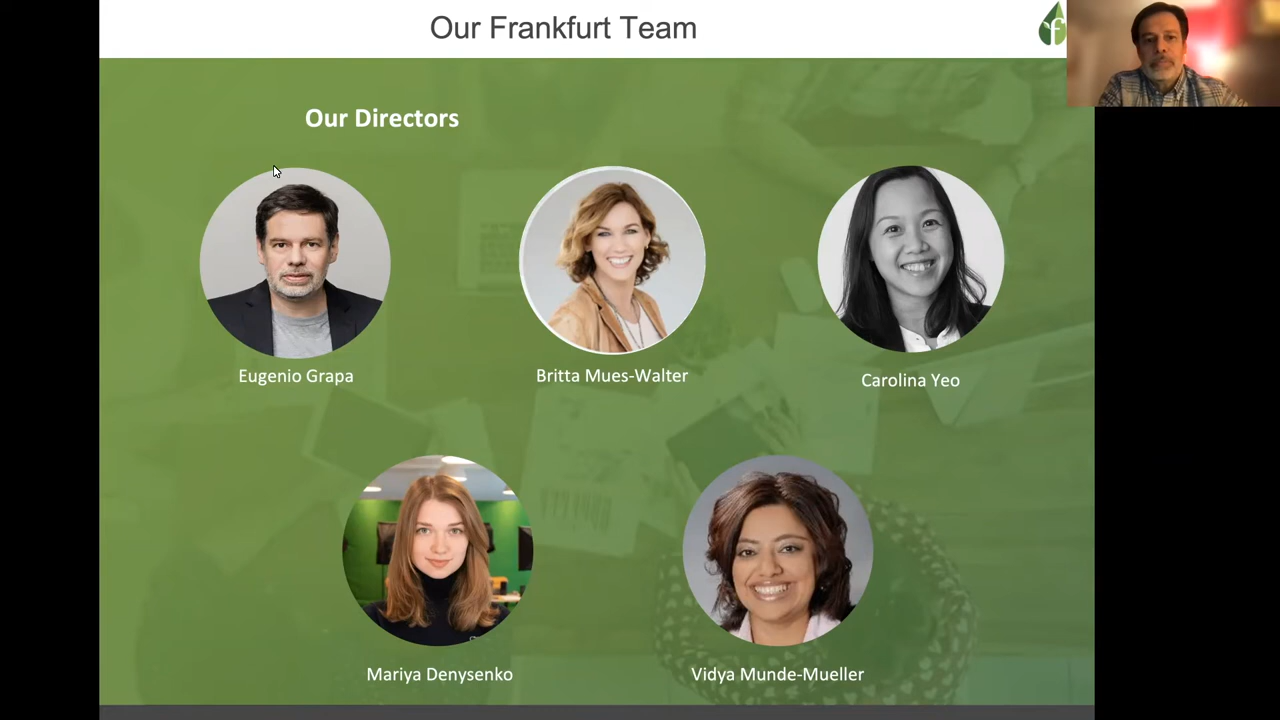 Our Frankfurt Team
Our Directors
Eugenio Grapa
Britta Mues-Walter
Carolina Yeo
Mariya Denysenko
Vidya Munde-Mueller